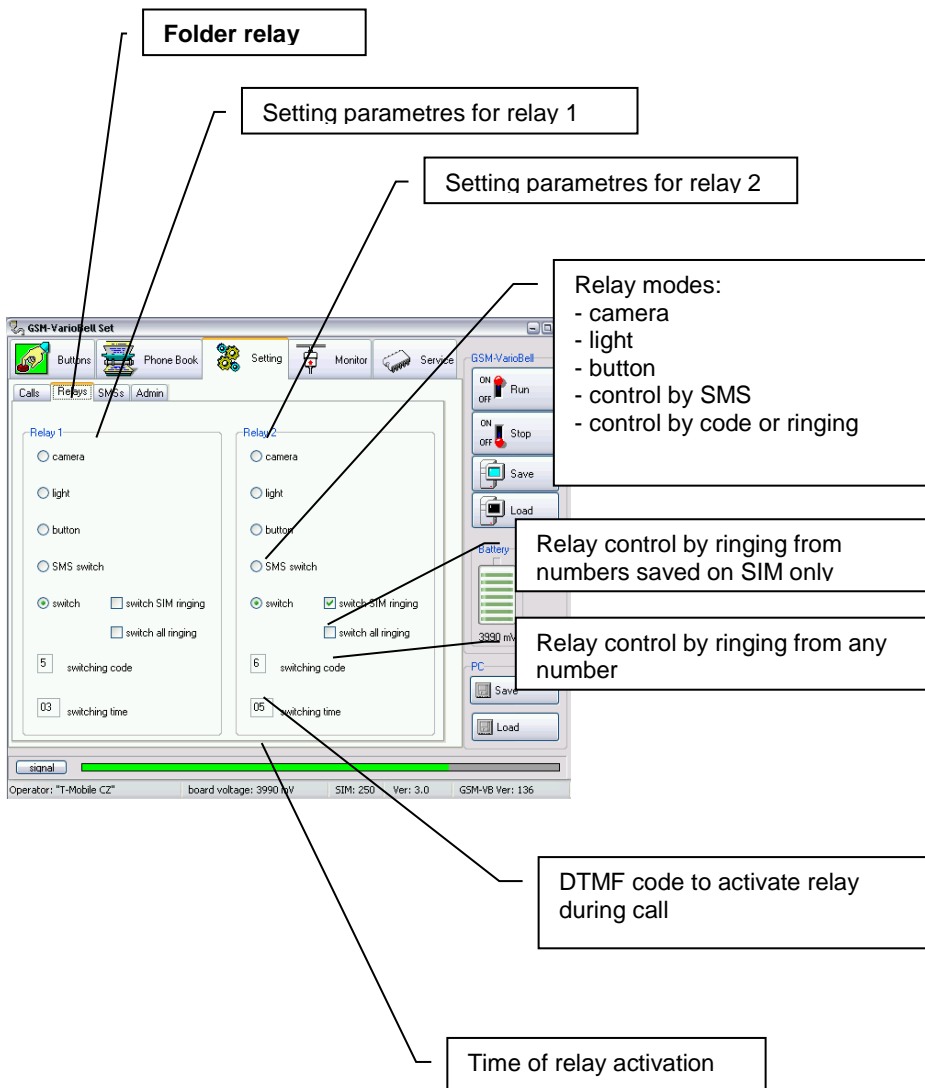 Folder relay
Setting parametres for relay 1
Setting parametres for relay 2
Relay modes:
- camera
- light
- button
- control by SMS
- control by code or ringing
GSM-VarioBell Set
Buttons Phone Book Setting Monitor Service
Calls Relays SMSs Admin
GSM-VarioBell
ON
OFF
Run
ON
OFF
Stop
Save
Load
Relay 1
camera
light
button
SMS switch
switch switch SIM ringing
switch all ringing
5 switching code
03 switching time
Relay 2
camera
light
button
SMS switch
switch switch SIM ringing
switch all ringing
6 switching code
05 switching time
Battery
3990 mV
PC
Save
Load
Relay control by ringing from
numbers saved on SIM only
Relay control by ringing from any
number
signal
Operator: "T-Mobile CZ" board voltage: 3990 mV SIM: 250 Ver: 3.0 GSM-VB Ver: 136
DTMF code to activate relay
during call
Time of relay activation